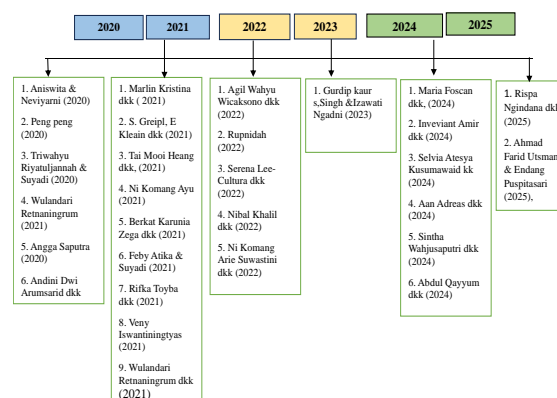 2020
2021
2022
2023
2024
2025
1. Aniswita &
Neviyarni (2020)
2. Peng peng
(2020)
3. Triwahyu
Riyatuljannah &
Suyadi (2020)
4. Wulandari
Retnaningrum
(2021)
5. Angga Saputra
(2020)
6. Andini Dwi
Arumsarid dkk
1. Marlin Kristina
dkk ( 2021)
2. S. Greipl, E
Kleain dkk (2021)
3. Tai Mooi Heang
dkk, (2021)
4. Ni Komang Ayu
(2021)
5. Berkat Karunia
Zega dkk (2021)
6. Feby Atika &
Suyadi (2021)
7. Rifka Toyba
dkk (2021)
8. Veny
Iswantiningtyas
(2021)
9. Wulandari
Retnaningrum dkk
(2021)
1. Agil Wahyu
Wicaksono dkk
(2022)
2. Rupnidah
(2022)
3. Serena Lee-
Cultura dkk
(2022)
4. Nibal Khalil
dkk (2022)
5. Ni Komang
Arie Suwastini
dkk (2022)
1. Gurdip kaur
s,Singh &Izawati
Ngadni (2023)
1. Maria Foscan
dkk, (2024)
2. Inveviant Amir
dkk (2024)
3. Selvia Atesya
Kusumawaid kk
(2024)
4. Aan Adreas dkk
(2024)
5. Sintha
Wahjusaputri dkk
(2024)
6. Abdul Qayyum
dkk (2024)
1. Rispa
Ngindana dkk
(2025)
2. Ahmad
Farid Utsman
& Endang
Puspitasari
(2025),